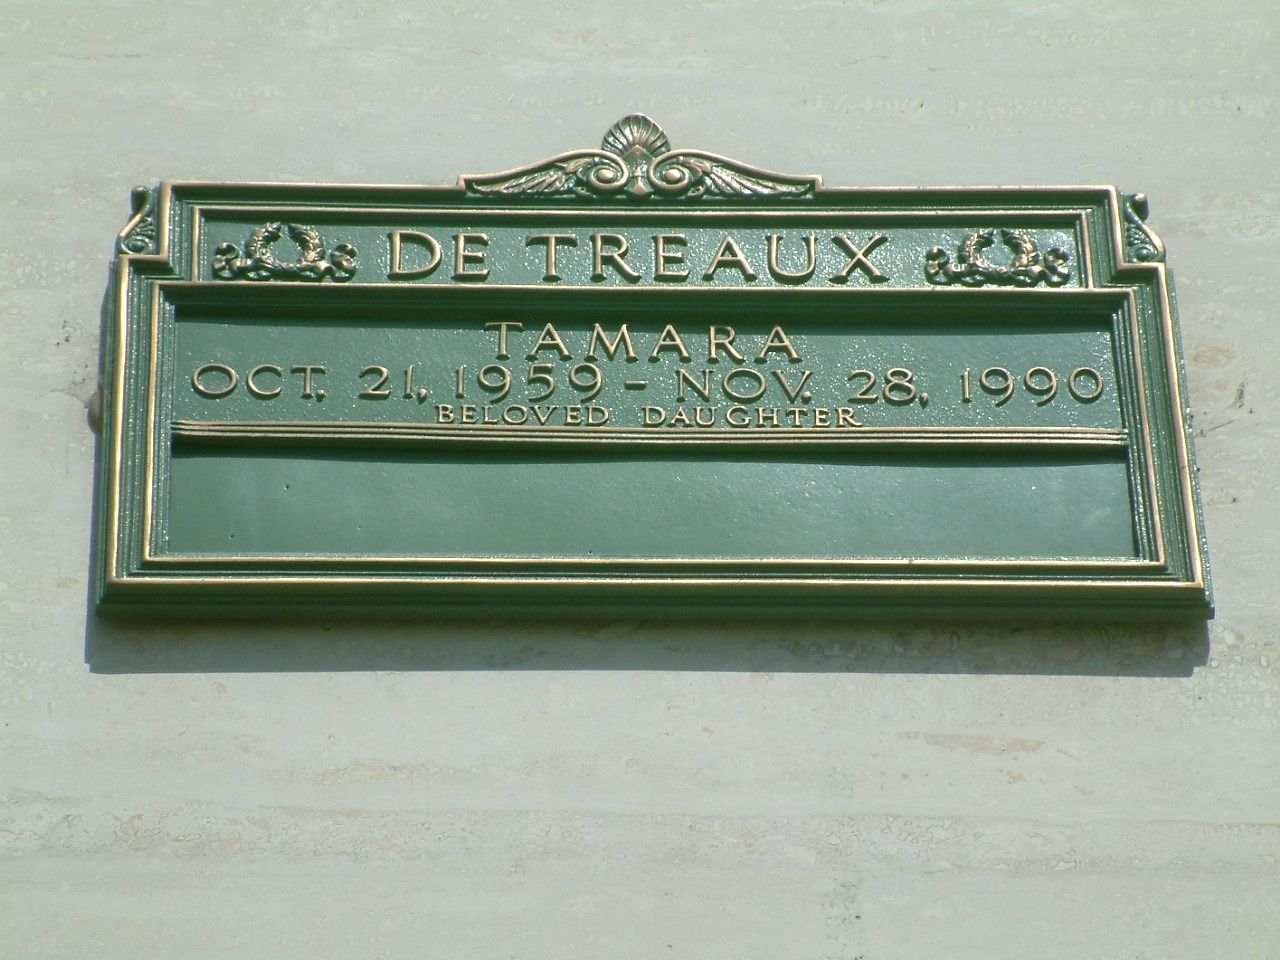 DE TREAUX
TAMARA
OCT. 21, 1959 - NOV. 28, 1990
BELOVED DAUGHTER